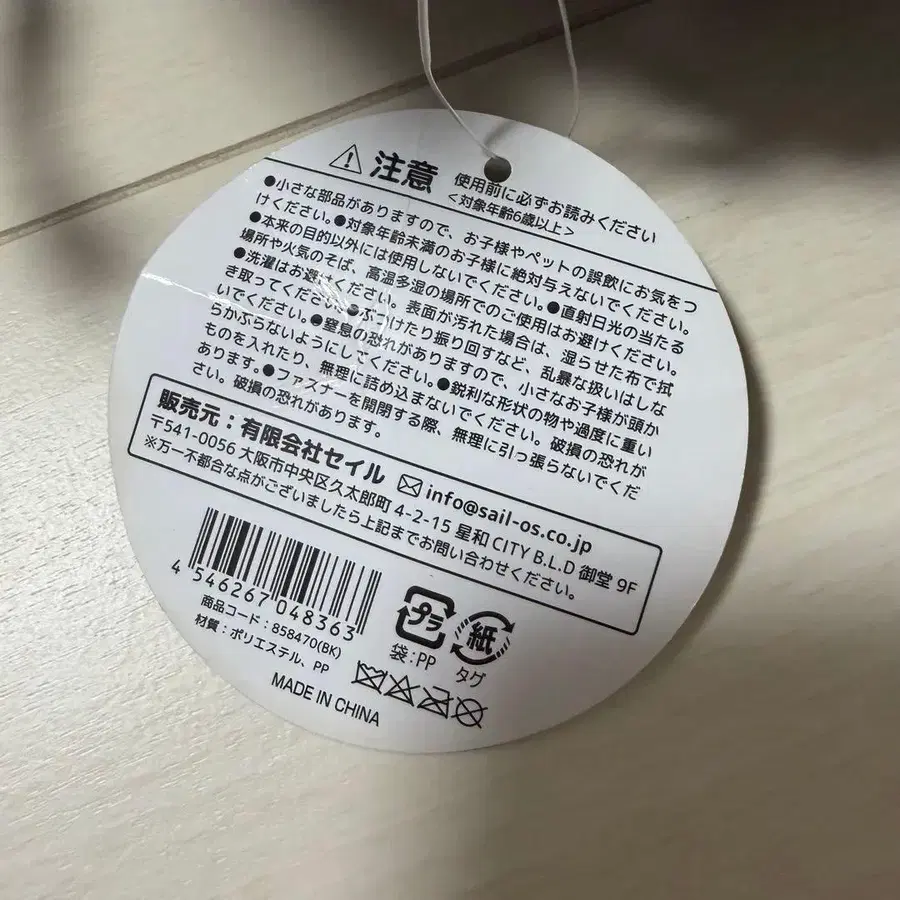 注意 使用前に必ずお読みください
<対象年齢6歳以上>
●小さな部品がありますので、お子様やペットの誤飲にお気をつ
けください。●対象年齢未満のお子様に絶対与えないでください。
●本来の目的以外には使用しないでください。●直射日光の当たる
場所や火気のそば、高温多湿の場所でのご使用はお避けください。
●洗濯はお避けください。表面が汚れた場合は、湿らせた布で拭
き取ってください。●ぶつけたり振り回すなど、乱暴な扱いはしな
いでください。●窒息の恐れがありますので、小さなお子様が頭か
らかぶらないようにしてください。●鋭利な形状の物や過度に重い
ものを入れたり、無理に詰め込まないでください。破損の恐れが
あります。●ファスナーを開閉する際、無理に引っ張らないでくだ
さい。破損の恐れがあります。
販売元：有限会社セイル info@sail-os.co.jp
〒541-0056 大阪市中央区久太郎町 4-2-15 星和 CITY B.L.D 御堂 9F
※万一不都合な点がございましたら上記までお問い合わせください。
4 546267 048363
商品コード：858470(BK)
材質：ポリエステル、PP
MADE IN CHINA
プラ
袋：PP
紙
タグ